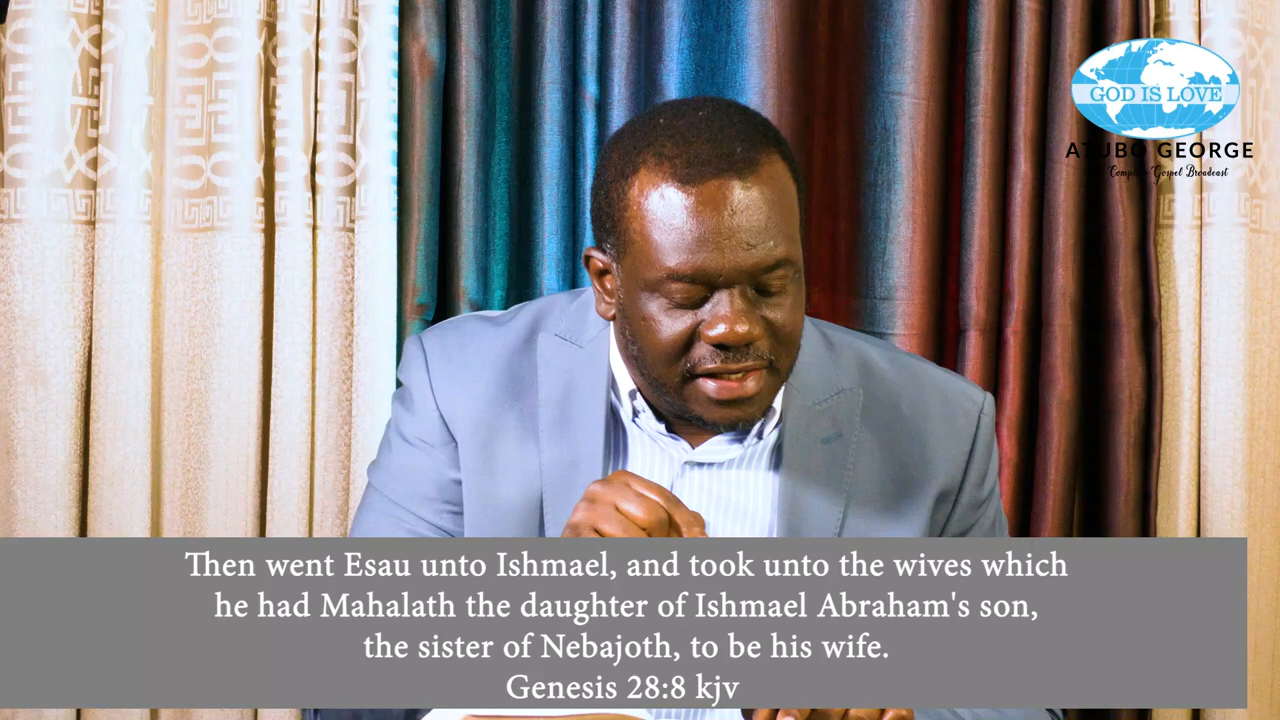 GOD IS LOVE
ATUBO GEORGE
Complete Gospel Broadcast
Then went Esau unto Ishmael, and took unto the wives which
he had Mahalath the daughter of Ishmael Abraham's son,
the sister of Nebajoth, to be his wife.
Genesis 28:8 kjv